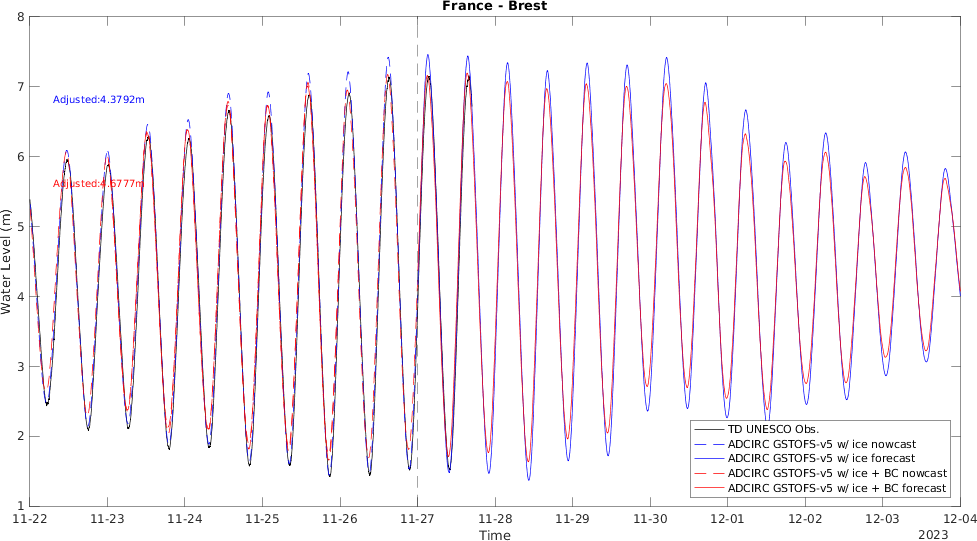 France - Brest
8
7
6
5
4
3
2
1
Water Level (m)
Adjusted:4.3792m
Adjusted:4.6777m
TD UNESCO Obs.
ADCIRC GSTOFS-v5 w/ ice nowcast
ADCIRC GSTOFS-v5 w/ ice forecast
ADCIRC GSTOFS-v5 w/ ice + BC nowcast
ADCIRC GSTOFS-v5 w/ ice + BC forecast
11-22 11-23 11-24 11-25 11-26 11-27 11-28 11-29 11-30 12-01 12-02 12-03 12-04
Time
2023